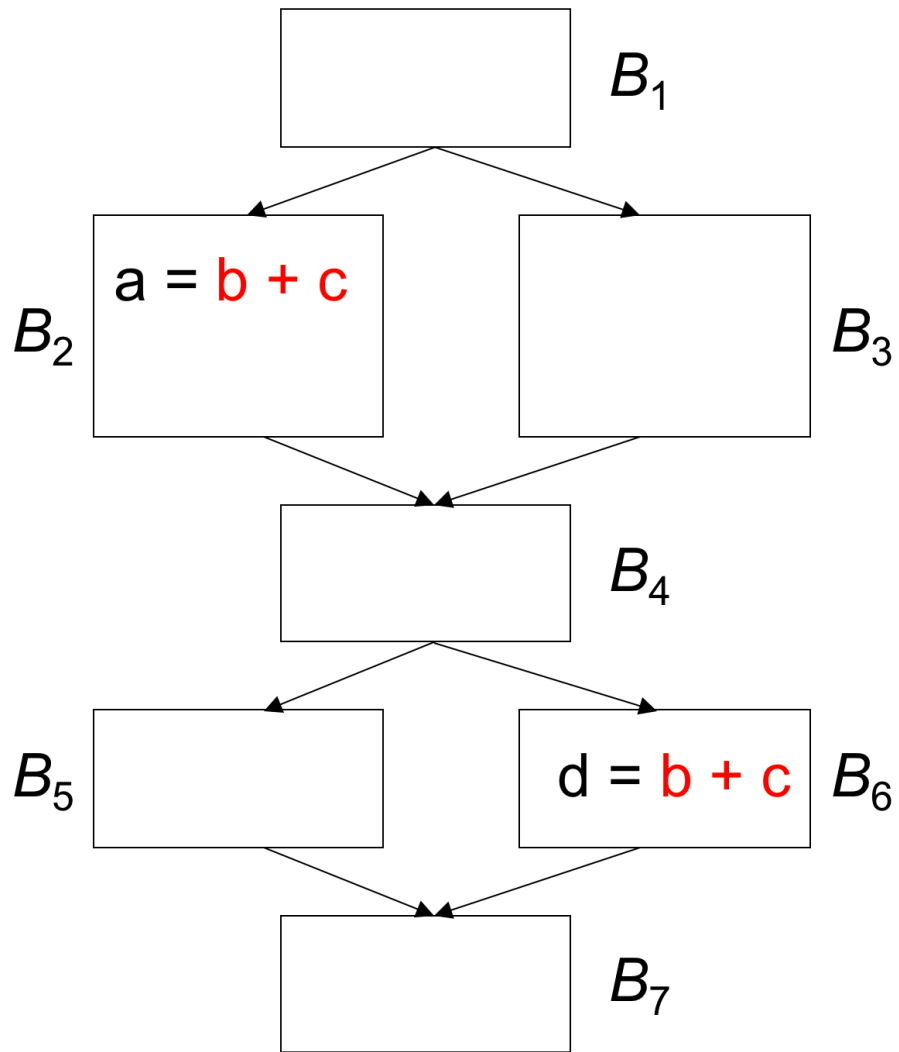 B₁
a = b + c
B₂
B₃
B₄
B₅
d = b + c
B₆
B₇